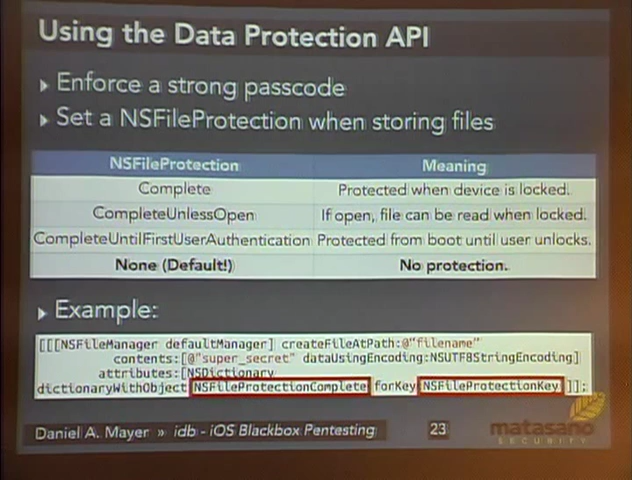 Using the Data Protection API
▸ Enforce a strong passcode
▸ Set a NSFileProtection when storing files
NSFileProtection Meaning
Complete Protected when device is locked.
CompleteUnlessOpen If open, file can be read when locked.
CompleteUntilFirstUserAuthentication Protected from boot until user unlocks.
None (Default!) No protection.
▸ Example:
[[[NSFileManager defaultManager] createFileAtPath:@"filename"
contents:[@"super_secret" dataUsingEncoding:NSUTF8StringEncoding]
attributes:[NSDictionary
dictionaryWithObject NSFileProtectionComplete forKey NSFileProtectionKey ]];
Daniel A. Mayer » idb - iOS Blackbox Pentesting 23 matasano
SECURITY